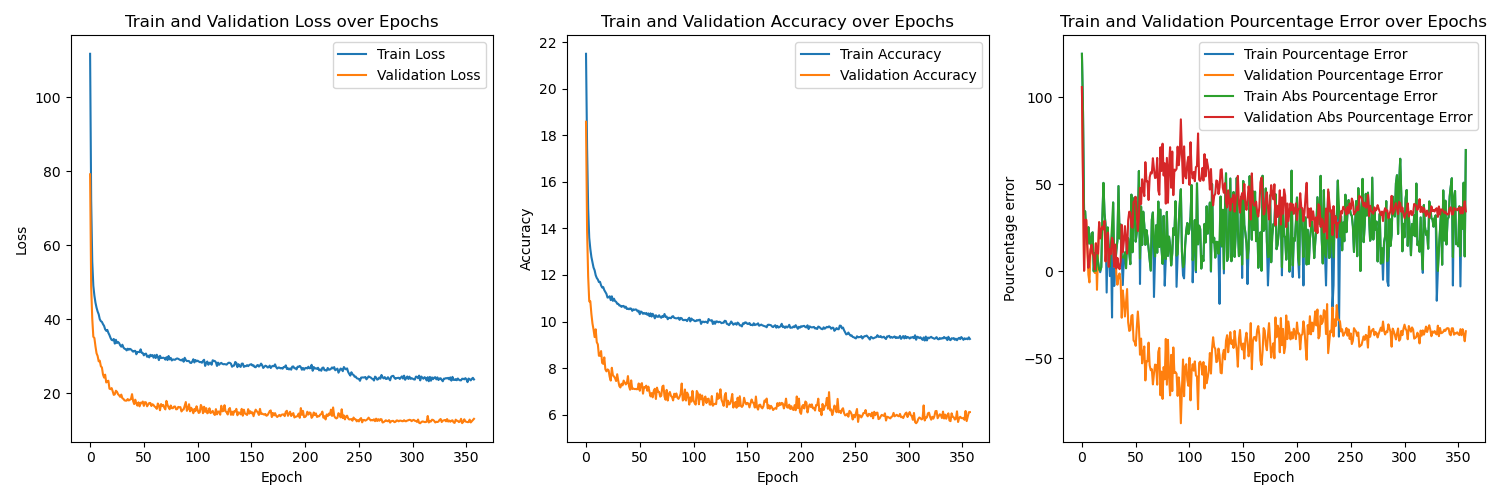 Train and Validation Loss over Epochs
Train Loss
Validation Loss
100
80
60
40
20
Loss
0 50 100 150 200 250 300 350
Epoch
Train and Validation Accuracy over Epochs
Train Accuracy
Validation Accuracy
22
20
18
16
14
12
10
8
6
Accuracy
0 50 100 150 200 250 300 350
Epoch
Train and Validation Pourcentage Error over Epochs
Train Pourcentage Error
Validation Pourcentage Error
Train Abs Pourcentage Error
Validation Abs Pourcentage Error
100
50
0
−50
Pourcentage error
0 50 100 150 200 250 300 350
Epoch